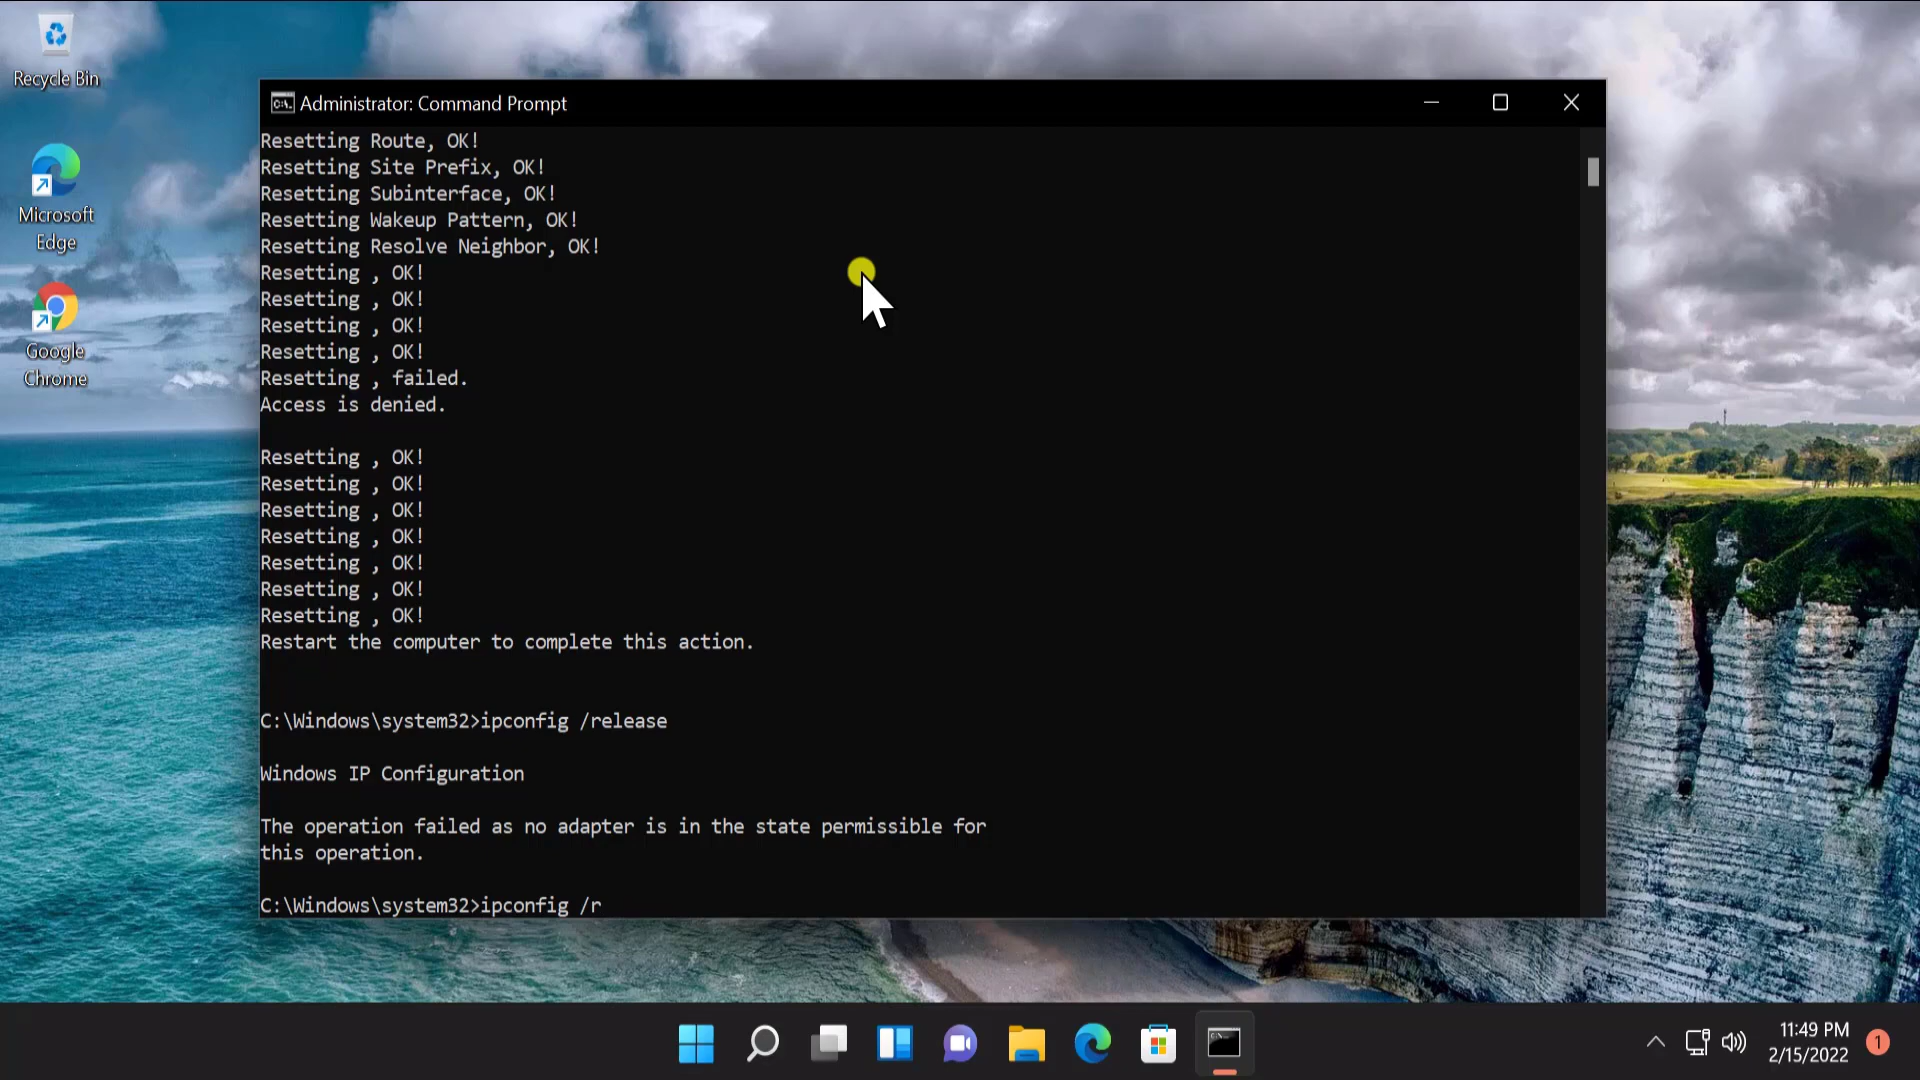 Recycle Bin
Microsoft
Edge
Google
Chrome
Administrator: Command Prompt
Resetting Route, OK!
Resetting Site Prefix, OK!
Resetting Subinterface, OK!
Resetting Wakeup Pattern, OK!
Resetting Resolve Neighbor, OK!
Resetting , OK!
Resetting , OK!
Resetting , OK!
Resetting , OK!
Resetting , failed.
Access is denied.
Resetting , OK!
Resetting , OK!
Resetting , OK!
Resetting , OK!
Resetting , OK!
Resetting , OK!
Resetting , OK!
Restart the computer to complete this action.
C:\Windows\system32>ipconfig /release
Windows IP Configuration
The operation failed as no adapter is in the state permissible for
this operation.
C:\Windows\system32>ipconfig /r
11:49 PM
2/15/2022
1